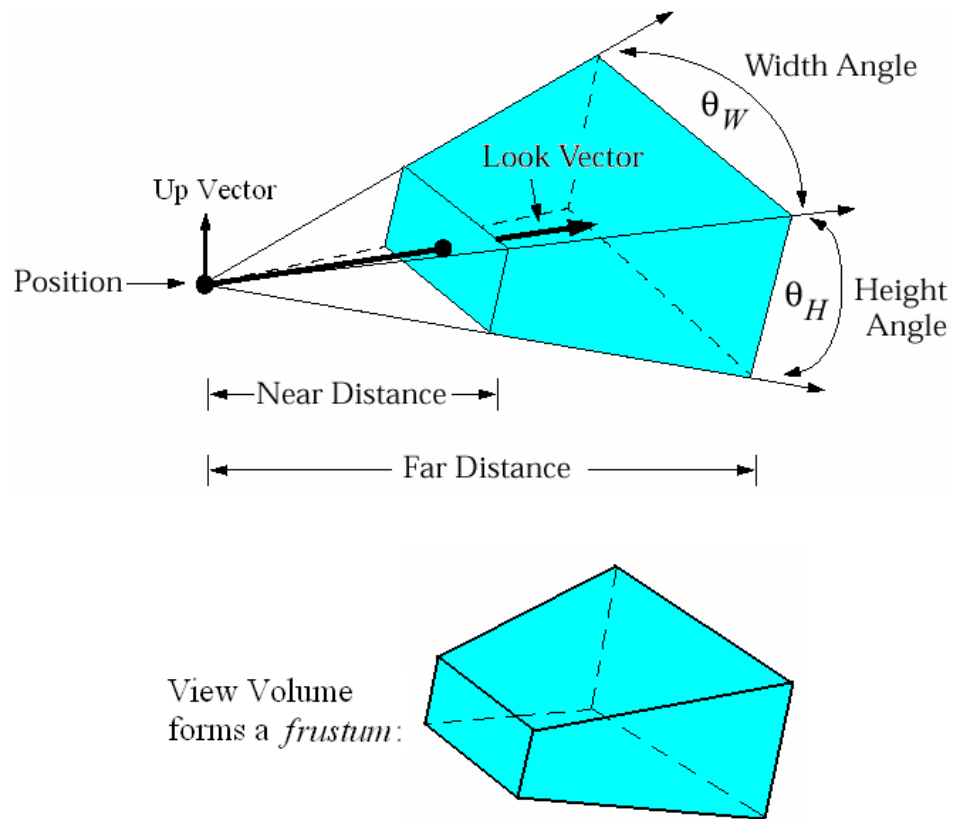 Width Angle
θW
Look Vector
Up Vector
Position
θH
Height
Angle
Near Distance
Far Distance
View Volume
forms a frustum: